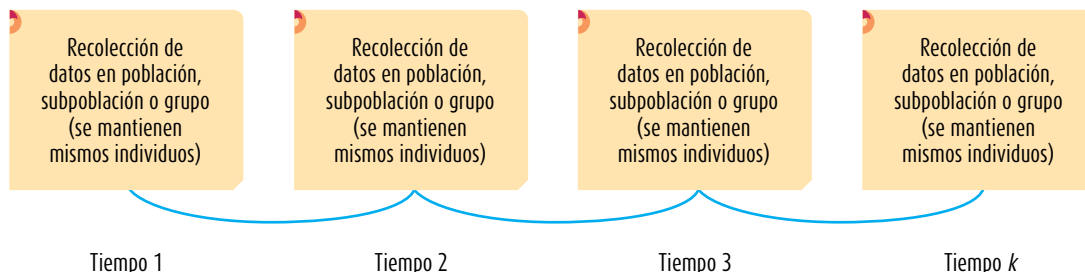 Recolección de
datos en población,
subpoblación o grupo
(se mantienen
mismos individuos)
Recolección de
datos en población,
subpoblación o grupo
(se mantienen
mismos individuos)
Recolección de
datos en población,
subpoblación o grupo
(se mantienen
mismos individuos)
Recolección de
datos en población,
subpoblación o grupo
(se mantienen
mismos individuos)
Tiempo 1
Tiempo 2
Tiempo 3
Tiempo k